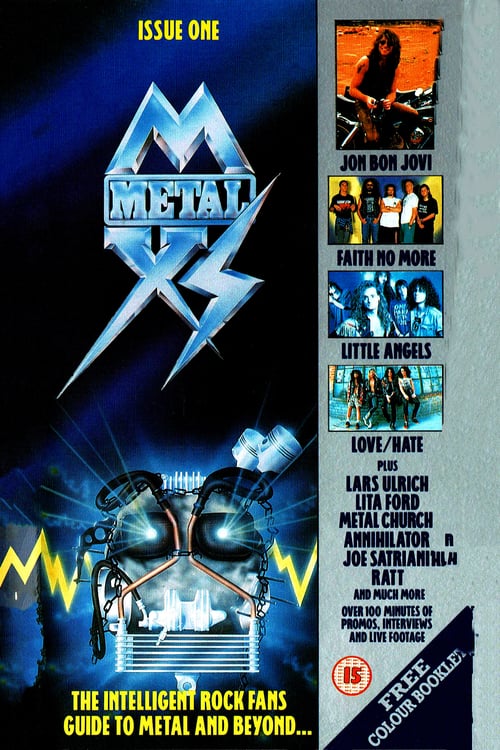 ISSUE ONE
M
METAL
XS
THE INTELLIGENT ROCK FANS
GUIDE TO METAL AND BEYOND...
JON BON JOVI
FAITH NO MORE
LITTLE ANGELS
LOVE/HATE
PLUS
LARS ULRICH
LITA FORD
METAL CHURCH
ANNIHILATOR
JOE SATRIANI
RATT
AND MUCH MORE
OVER 100 MINUTES OF
PROMOS, INTERVIEWS
AND LIVE FOOTAGE
15
FREE
COLOUR BOOKLET